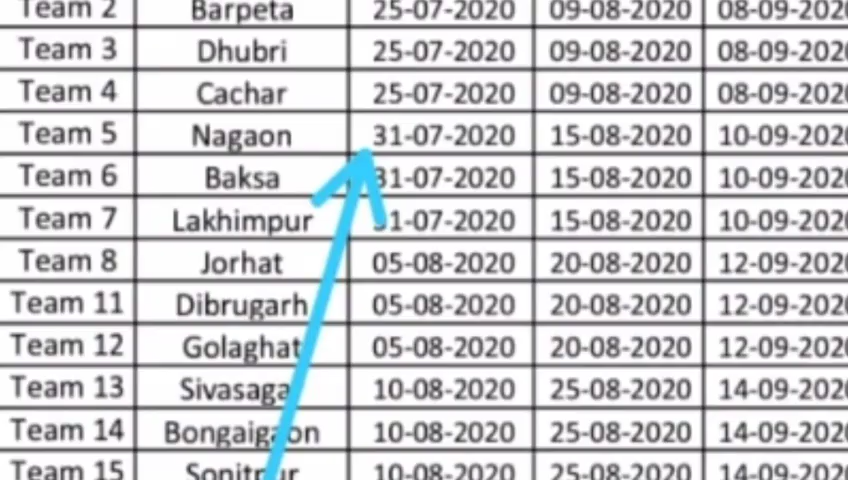 Team 2 Barpeta 25-07-2020 09-08-2020 08-09-2020
Team 3 Dhubri 25-07-2020 09-08-2020 08-09-2020
Team 4 Cachar 25-07-2020 09-08-2020 08-09-2020
Team 5 Nagaon 31-07-2020 15-08-2020 10-09-2020
Team 6 Baksa 31-07-2020 15-08-2020 10-09-2020
Team 7 Lakhimpur 31-07-2020 15-08-2020 10-09-2020
Team 8 Jorhat 05-08-2020 20-08-2020 12-09-2020
Team 11 Dibrugarh 05-08-2020 20-08-2020 12-09-2020
Team 12 Golaghat 05-08-2020 20-08-2020 12-09-2020
Team 13 Sivasagar 10-08-2020 25-08-2020 14-09-2020
Team 14 Bongaigaon 10-08-2020 25-08-2020 14-09-2020
Team 15 Sonitpur 10-08-2020 25-08-2020 14-09-2020